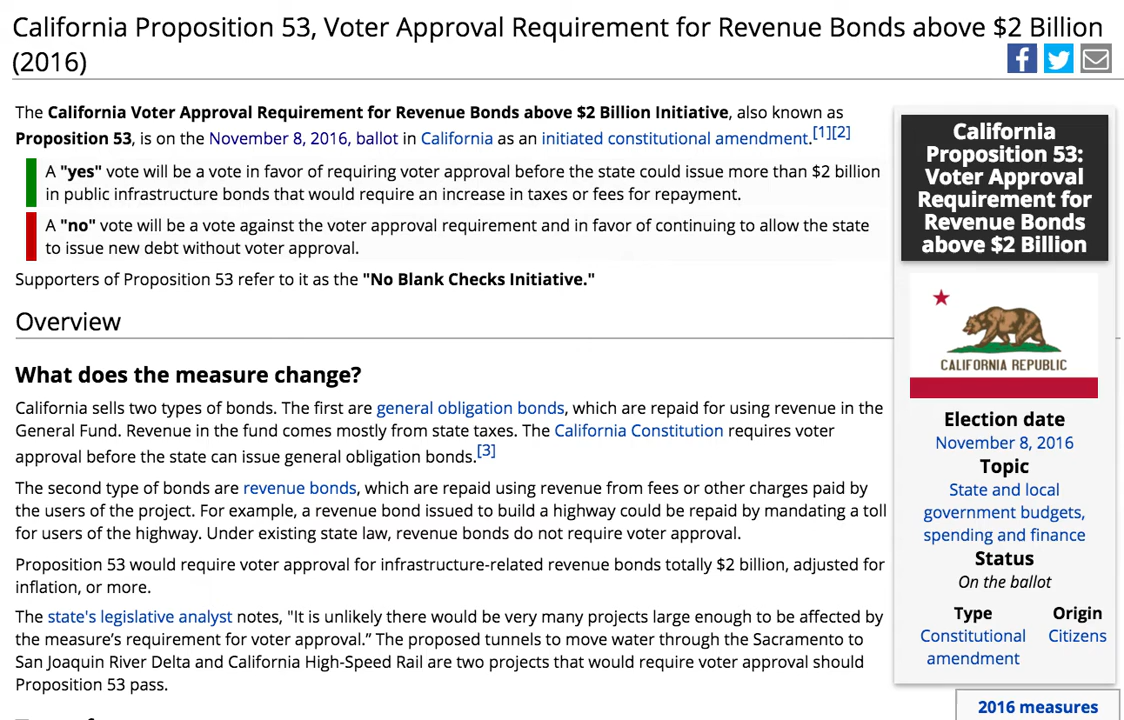 California Proposition 53, Voter Approval Requirement for Revenue Bonds above $2 Billion
(2016)
The California Voter Approval Requirement for Revenue Bonds above $2 Billion Initiative, also known as
Proposition 53, is on the November 8, 2016, ballot in California as an initiated constitutional amendment.[1][2]
A "yes" vote will be a vote in favor of requiring voter approval before the state could issue more than $2 billion
in public infrastructure bonds that would require an increase in taxes or fees for repayment.
A "no" vote will be a vote against the voter approval requirement and in favor of continuing to allow the state
to issue new debt without voter approval.
Supporters of Proposition 53 refer to it as the "No Blank Checks Initiative."
Overview
What does the measure change?
California sells two types of bonds. The first are general obligation bonds, which are repaid for using revenue in the
General Fund. Revenue in the fund comes mostly from state taxes. The California Constitution requires voter
approval before the state can issue general obligation bonds.[3]
The second type of bonds are revenue bonds, which are repaid using revenue from fees or other charges paid by
the users of the project. For example, a revenue bond issued to build a highway could be repaid by mandating a toll
for users of the highway. Under existing state law, revenue bonds do not require voter approval.
Proposition 53 would require voter approval for infrastructure-related revenue bonds totally $2 billion, adjusted for
inflation, or more.
The state's legislative analyst notes, "It is unlikely there would be very many projects large enough to be affected by
the measure's requirement for voter approval.” The proposed tunnels to move water through the Sacramento to
San Joaquin River Delta and California High-Speed Rail are two projects that would require voter approval should
Proposition 53 pass.
California
Proposition 53:
Voter Approval
Requirement for
Revenue Bonds
above $2 Billion
CALIFORNIA REPUBLIC
Election date
November 8, 2016
Topic
State and local
government budgets,
spending and finance
Status
On the ballot
Type Origin
Constitutional Citizens
amendment
2016 measures